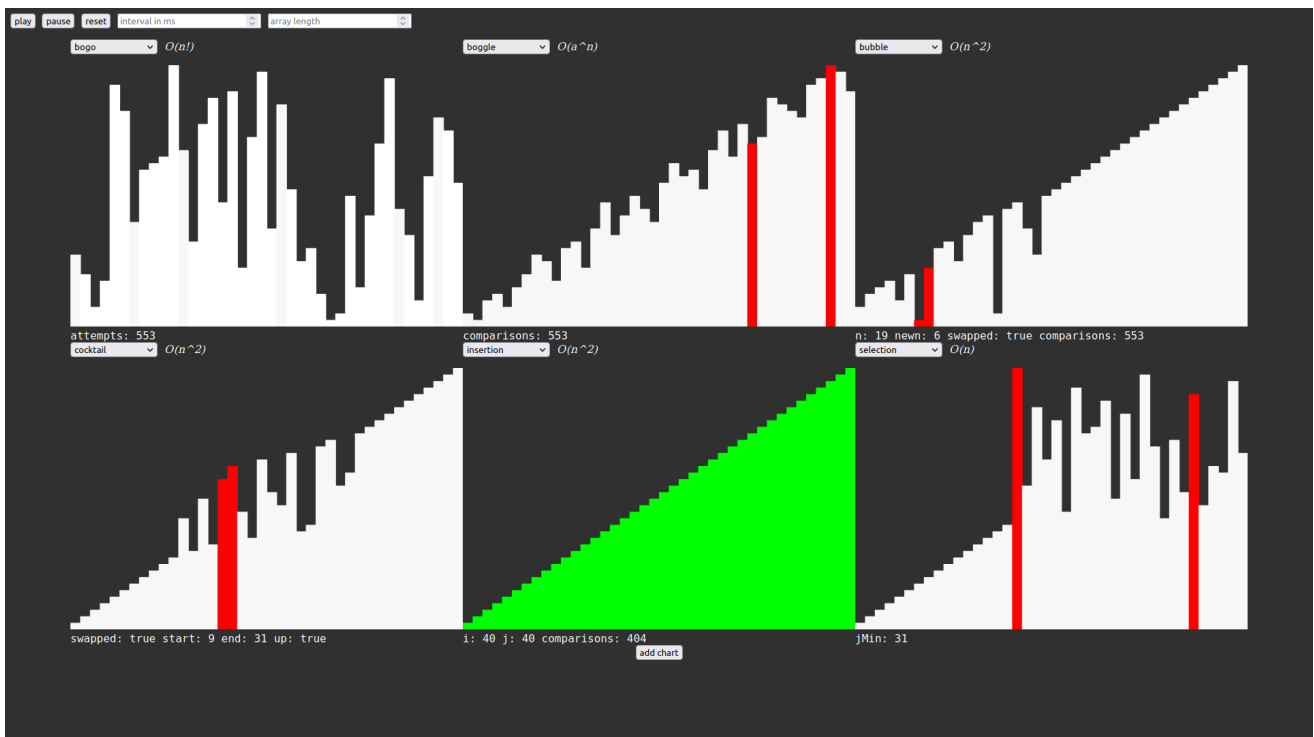 play pause reset interval in ms array length
bogo O(n!) boggle O(a^n) bubble O(n^2)
attempts: 553 comparisons: 553 n: 19 newn: 6 swapped: true comparisons: 553
cocktail O(n^2) insertion O(n^2) selection O(n)
swapped: true start: 9 end: 31 up: true i: 40 j: 40 comparisons: 404 jMin: 31
add chart